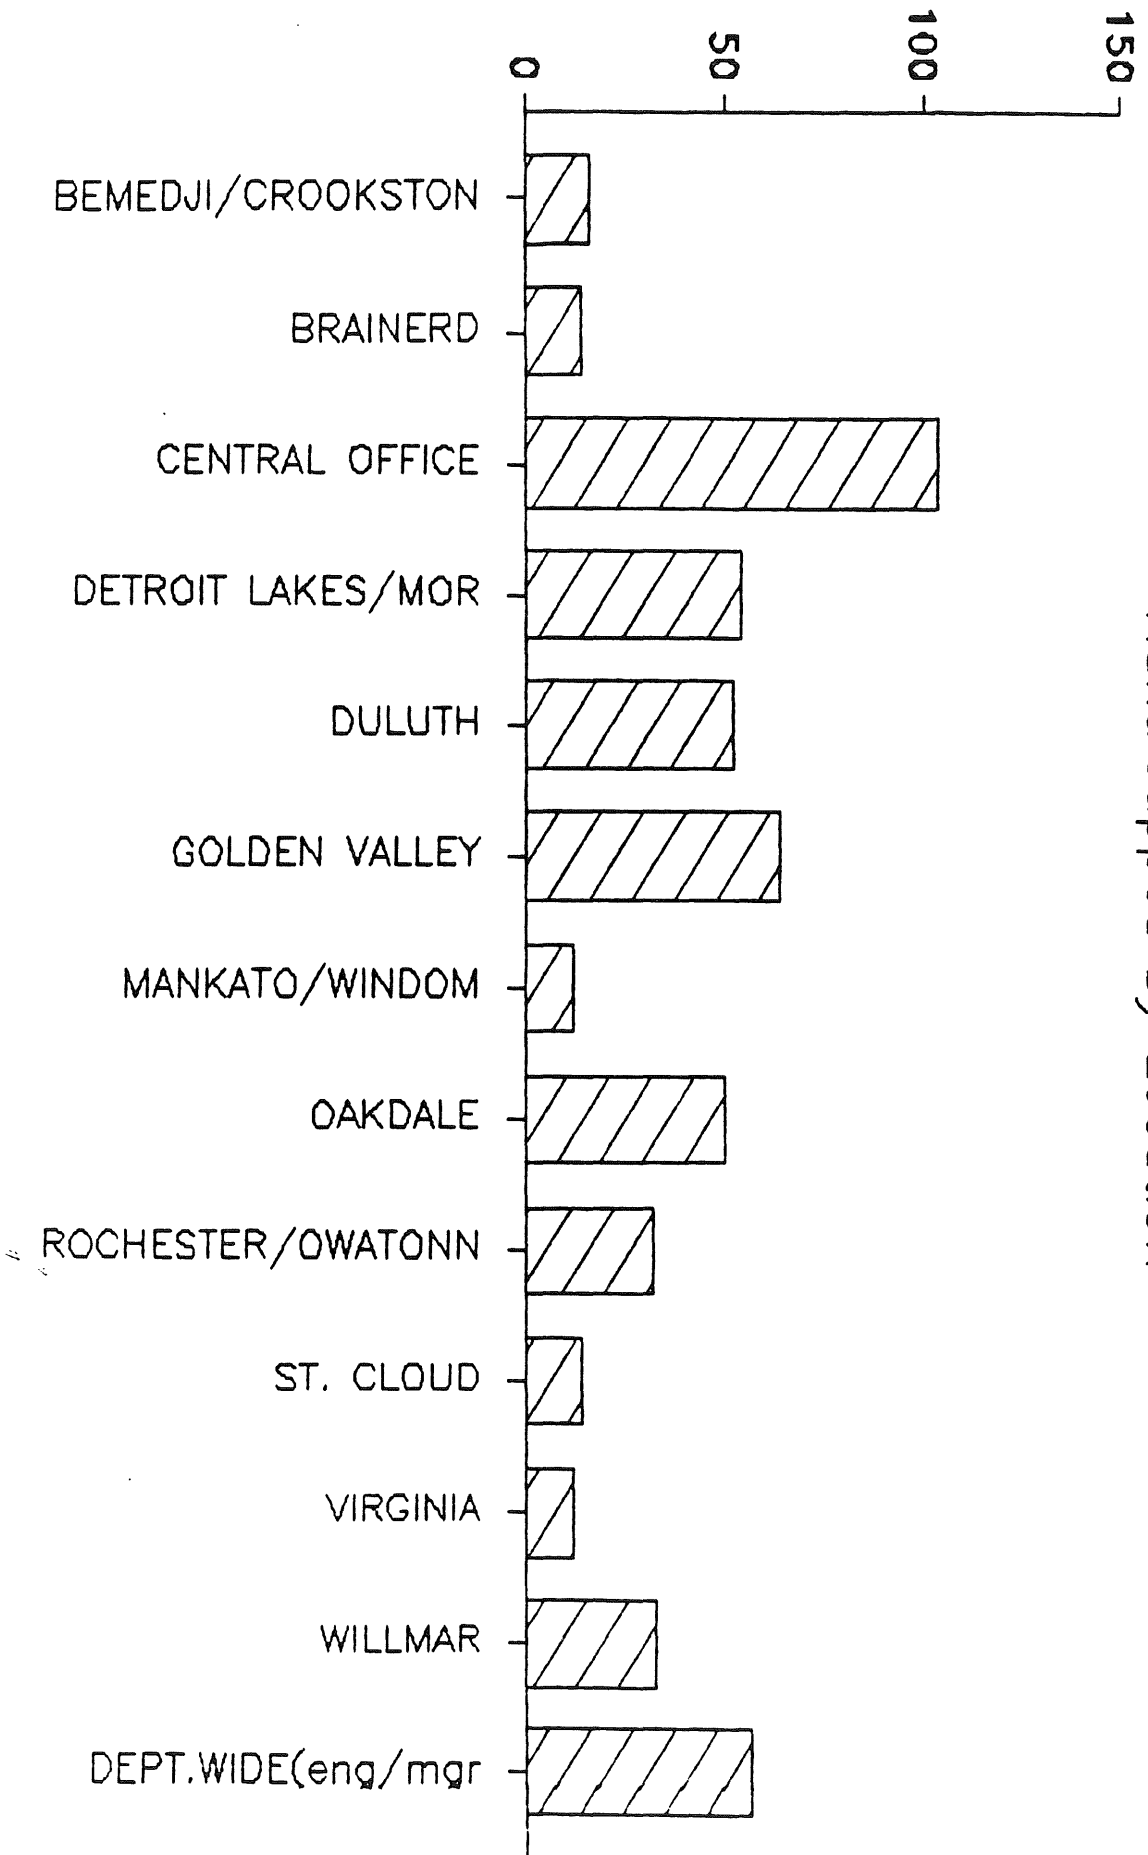 0
50
100
150
BEMEDJI/CROOKSTON
BRAINERD
CENTRAL OFFICE
DETROIT LAKES/MOR
DULUTH
GOLDEN VALLEY
MANKATO/WINDOM
OAKDALE
ROCHESTER/OWATONN
ST. CLOUD
VIRGINIA
WILLMAR
DEPT.WIDE(eng/mgr